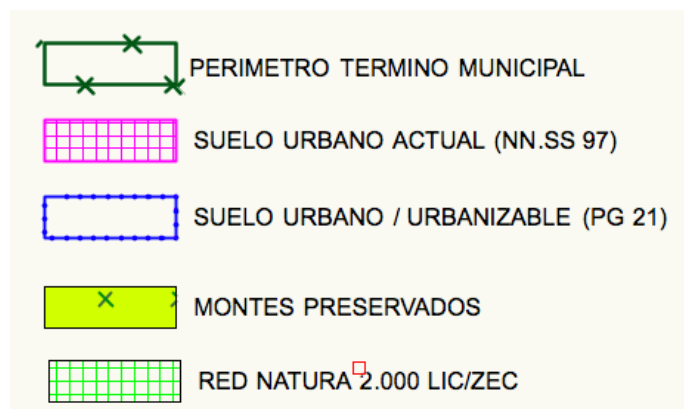 PERIMETRO TERMINO MUNICIPAL
SUELO URBANO ACTUAL (NN.SS 97)
SUELO URBANO / URBANIZABLE (PG 21)
MONTES PRESERVADOS
RED NATURA 2.000 LIC/ZEC